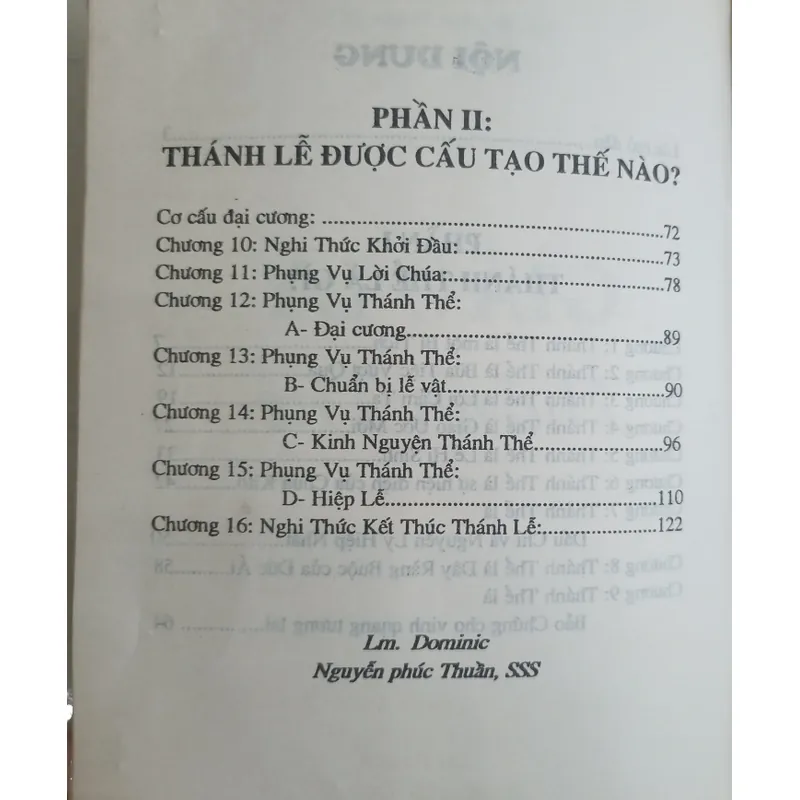 PHẦN II:
THÁNH LỄ ĐƯỢC CẤU TẠO THẾ NÀO?
Cơ cấu đại cương: ........................................................72
Chương 10: Nghi Thức Khởi Đầu: ................................73
Chương 11: Phụng Vụ Lời Chúa:...................................78
Chương 12: Phụng Vụ Thánh Thể:
A- Đại cương..........................................89
Chương 13: Phụng Vụ Thánh Thể:
B- Chuẩn bị lễ vật...................................90
Chương 14: Phụng Vụ Thánh Thể:
C- Kinh Nguyện Thánh Thể....................96
Chương 15: Phụng Vụ Thánh Thể:
D- Hiệp Lễ............................................110
Chương 16: Nghi Thức Kết Thúc Thánh Lễ:..................122
Lm. Dominic
Nguyễn phúc Thuần, SSS